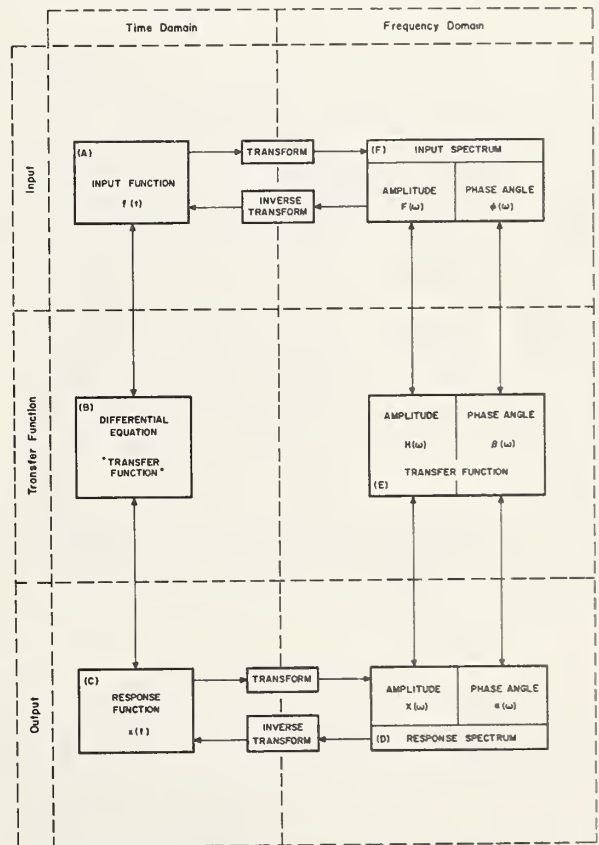 Time Domain
Frequency Domain
Input
(A)
INPUT FUNCTION
f(t)
TRANSFORM
INVERSE
TRANSFORM
(F) INPUT SPECTRUM
AMPLITUDE
F(ω)
PHASE ANGLE
φ(ω)
Transfer Function
(B)
DIFFERENTIAL
EQUATION
"TRANSFER
FUNCTION"
AMPLITUDE
H(ω)
PHASE ANGLE
β(ω)
TRANSFER FUNCTION
(E)
Output
(C)
RESPONSE
FUNCTION
x(t)
TRANSFORM
INVERSE
TRANSFORM
AMPLITUDE
X(ω)
PHASE ANGLE
α(ω)
(D) RESPONSE SPECTRUM